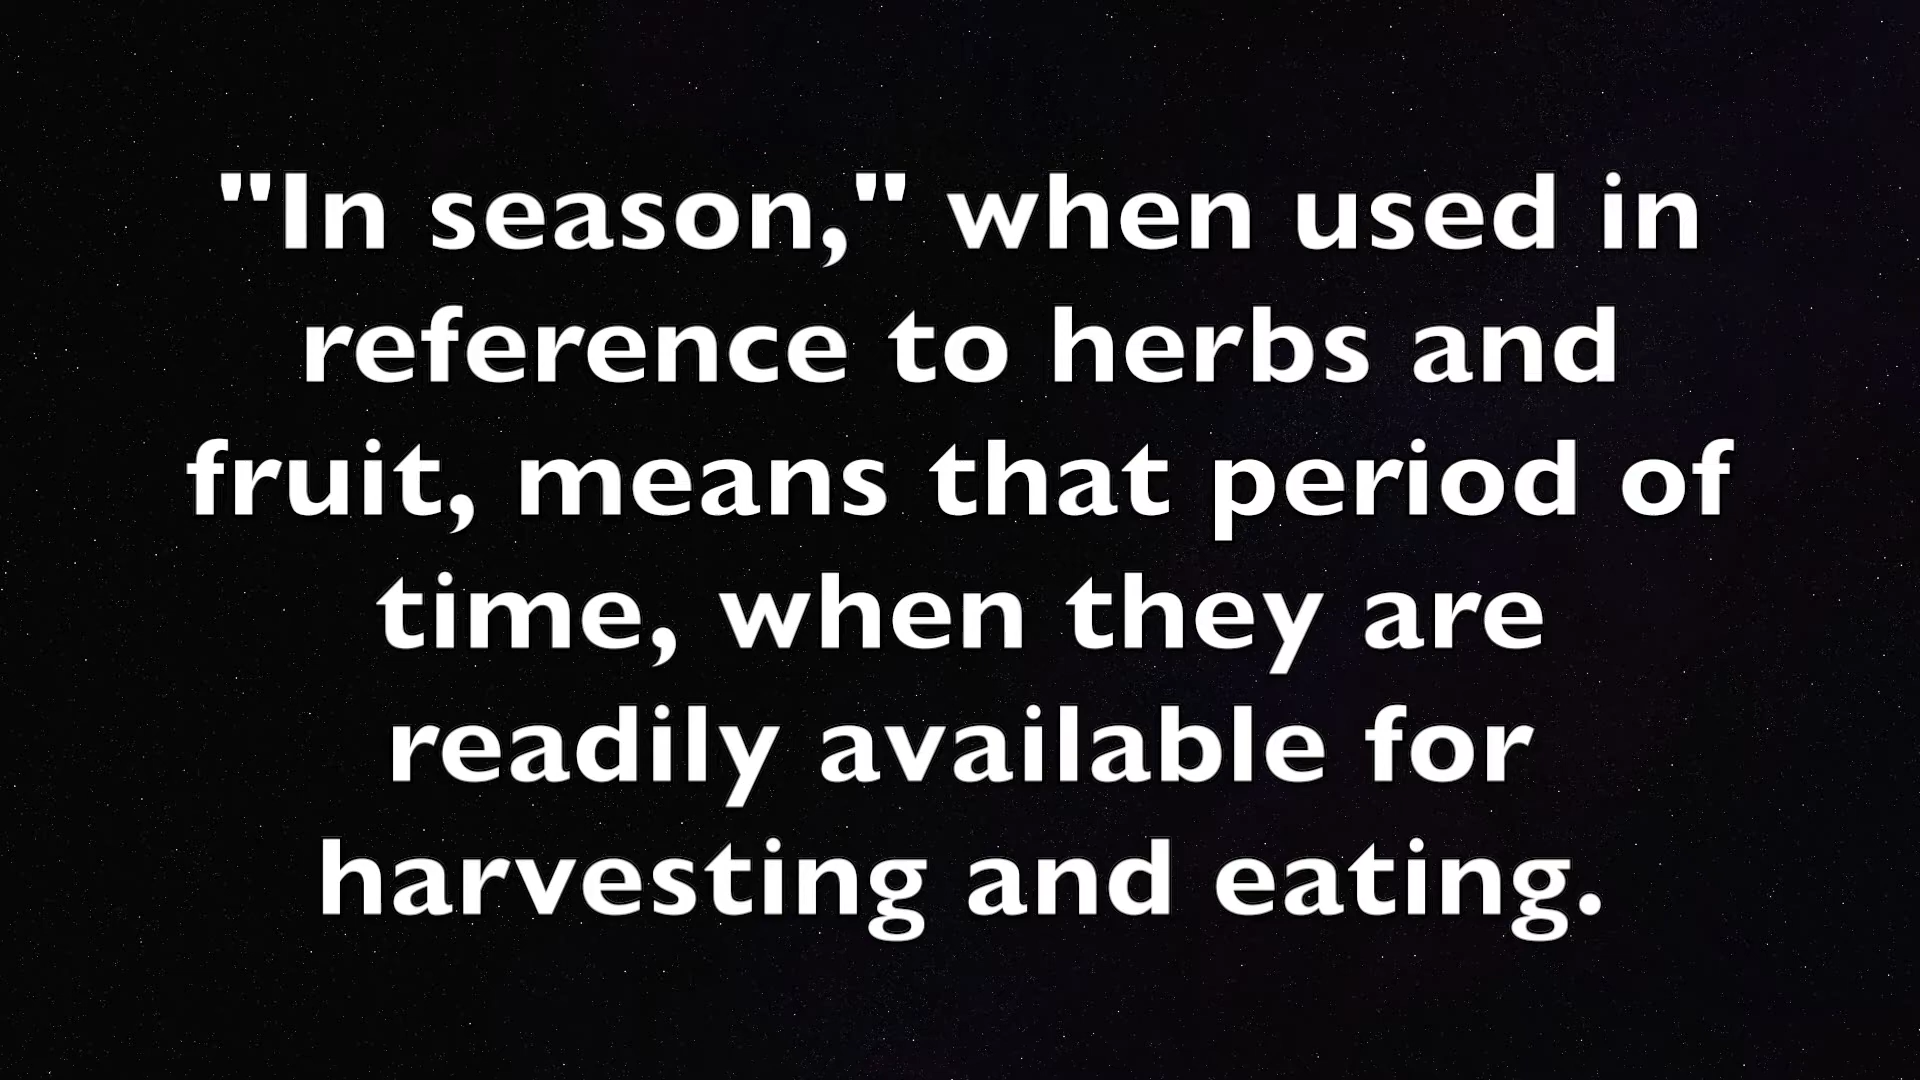 "In season," when used in
reference to herbs and
fruit, means that period of
time, when they are
readily available for
harvesting and eating.